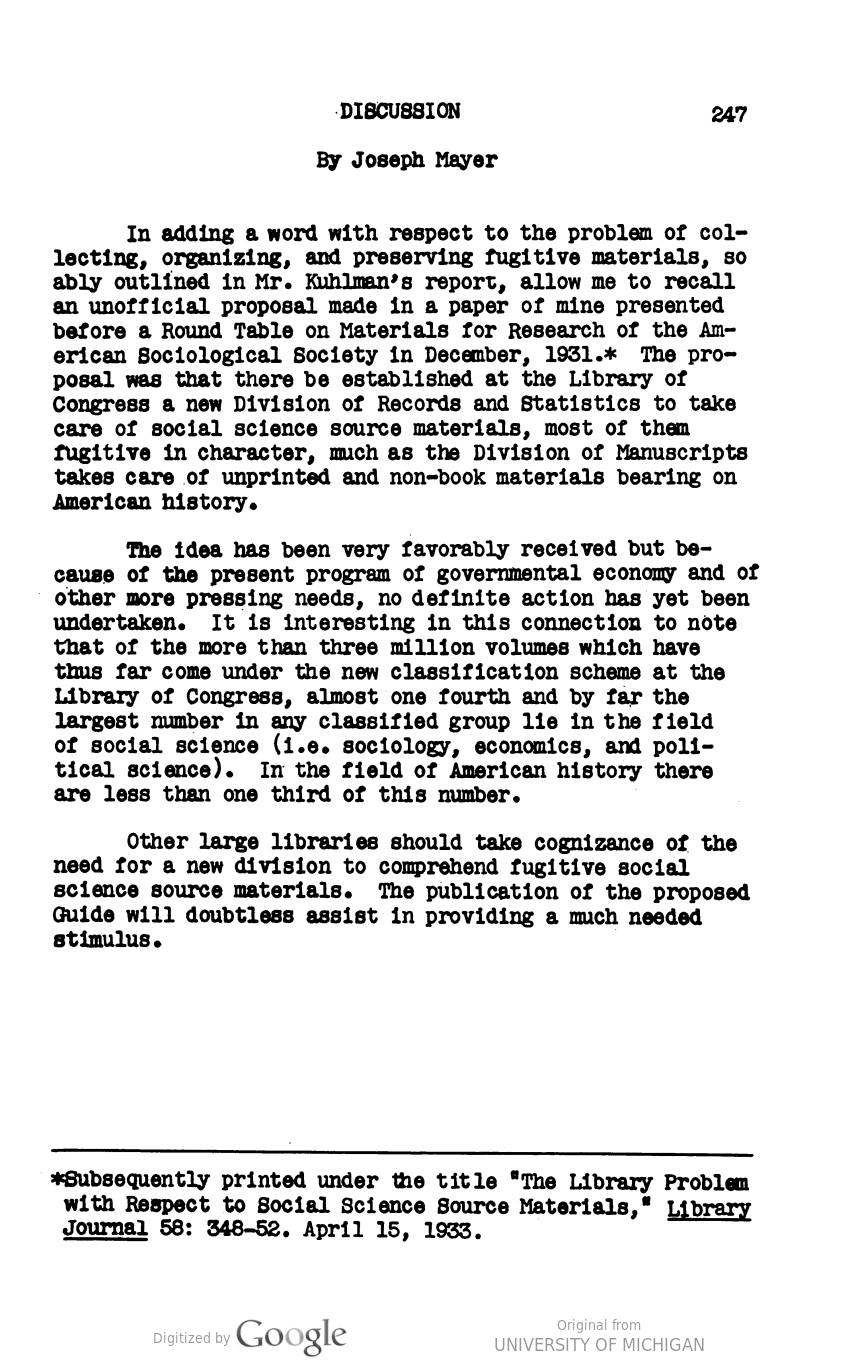 DISCUSSION 247
By Joseph Mayer
In adding a word with respect to the problem of col-
lecting, organizing, and preserving fugitive materials, so
ably outlined in Mr. Kuhlman's report, allow me to recall
an unofficial proposal made in a paper of mine presented
before a Round Table on Materials for Research of the Am-
erican Sociological Society in December, 1931.* The pro-
posal was that there be established at the Library of
Congress a new Division of Records and Statistics to take
care of social science source materials, most of them
fugitive in character, much as the Division of Manuscripts
takes care of unprinted and non-book materials bearing on
American history.
The idea has been very favorably received but be-
cause of the present program of governmental economy and of
other more pressing needs, no definite action has yet been
undertaken. It is interesting in this connection to note
that of the more than three million volumes which have
thus far come under the new classification scheme at the
Library of Congress, almost one fourth and by far the
largest number in any classified group lie in the field
of social science (i.e. sociology, economics, and poli-
tical science). In the field of American history there
are less than one third of this number.
Other large libraries should take cognizance of the
need for a new division to comprehend fugitive social
science source materials. The publication of the proposed
Guide will doubtless assist in providing a much needed
stimulus.
*Subsequently printed under the title "The Library Problem
with Respect to Social Science Source Materials," Library
Journal 58: 348-52. April 15, 1933.
Digitized by Google
Original from
UNIVERSITY OF MICHIGAN